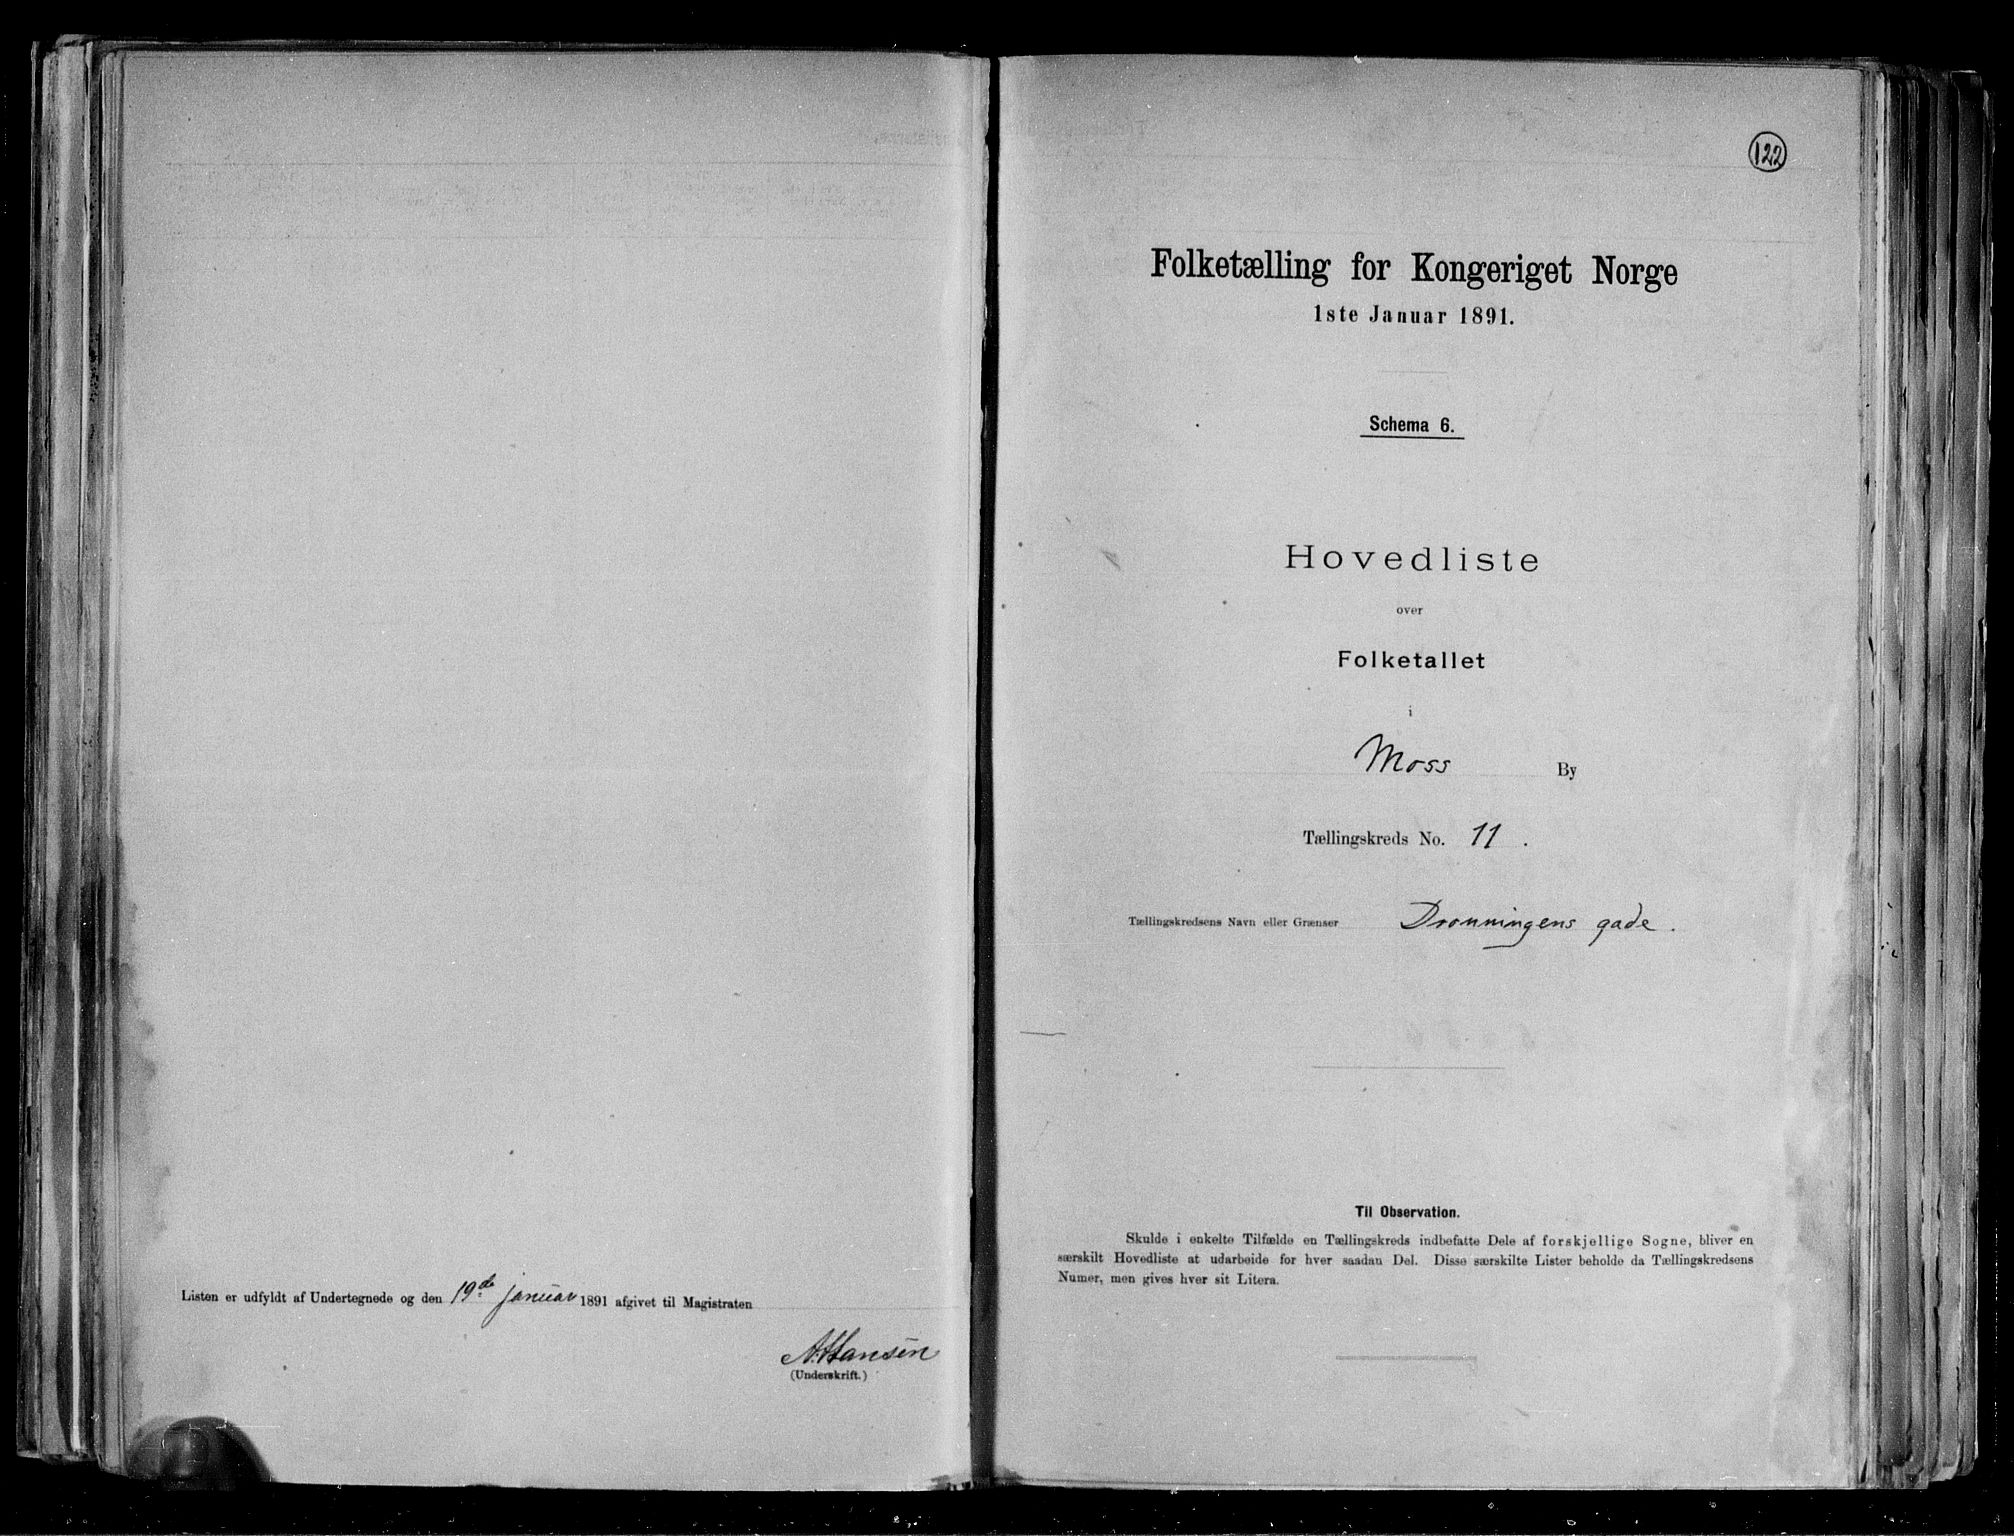 Listen er udfyldt af Undertegnede og den 19de januar 1891 afgivet til Magistraten
A. Hansen
(Underskrift.)
122
Folketælling for Kongeriget Norge
1ste Januar 1891.
Schema 6.
Hovedliste
over
Folketallet
i
Moss By
Tællingskreds No. 11.
Tællingskredsens Navn eller Grænser Dronningens gade.
Til Observation.
Skulde i enkelte Tilfælde en Tællingskreds indbefatte Dele af forskjellige Sogne, bliver en
særskilt Hovedliste at udarbeide for hver saadan Del. Disse særskilte Lister beholde da Tællingskredsens
Numer, men gives hver sit Litera.